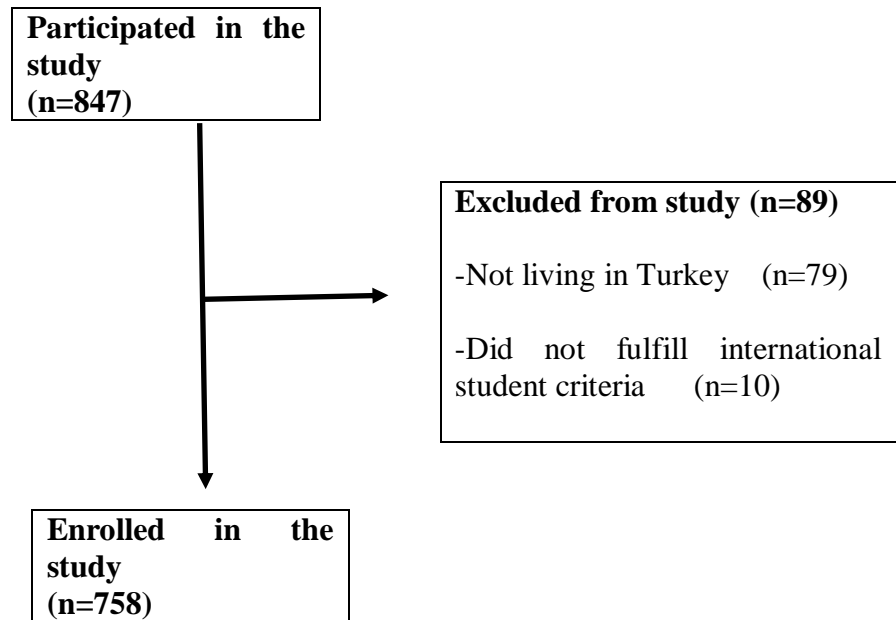 Participated in the
study
(n=847)
Excluded from study (n=89)
-Not living in Turkey (n=79)
-Did not fulfill international
student criteria (n=10)
Enrolled in the
study
(n=758)